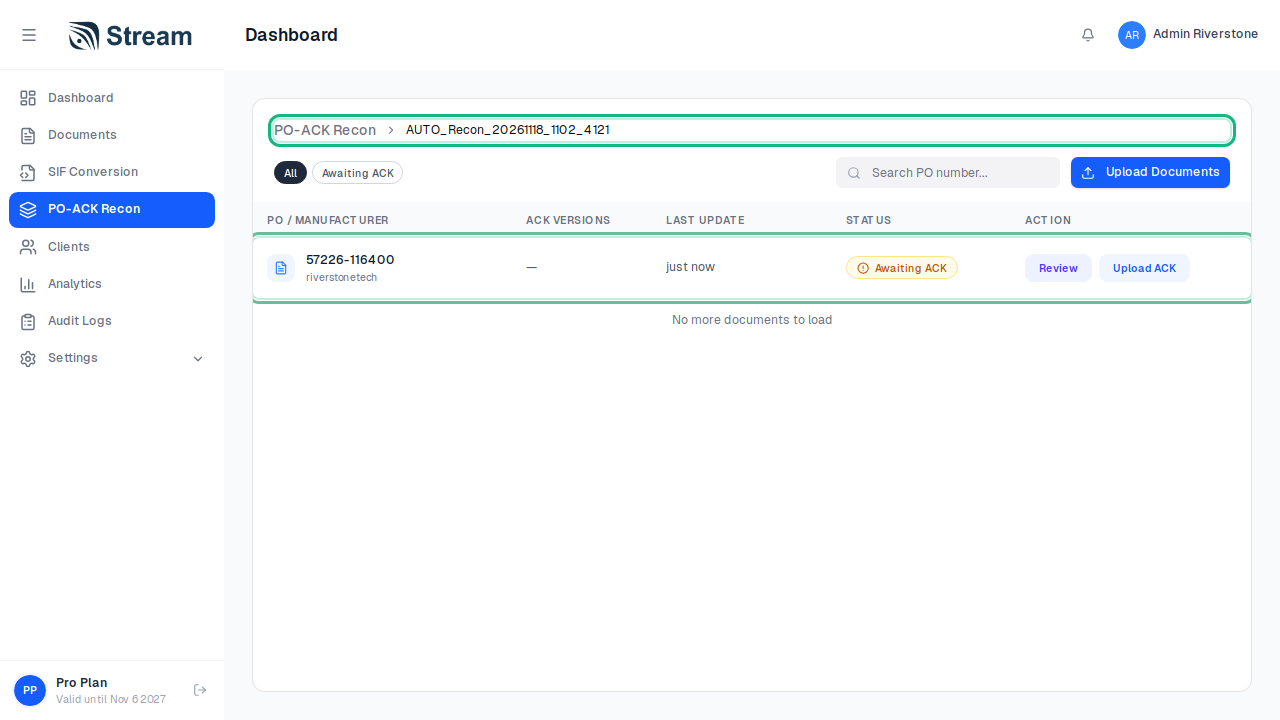 Stream
Dashboard
AR
Admin Riverstone
Dashboard
Documents
SIF Conversion
PO-ACK Recon
Clients
Analytics
Audit Logs
Settings
PP
Pro Plan
Valid until Nov 6 2027
PO-ACK Recon > AUTO_Recon_20261118_1102_4121
All
Awaiting ACK
Search PO number...
Upload Documents
PO / MANUFACTURER
ACK VERSIONS
LAST UPDATE
STATUS
ACTION
57226-116400
riverstonetech
—
just now
Awaiting ACK
Review
Upload ACK
No more documents to load